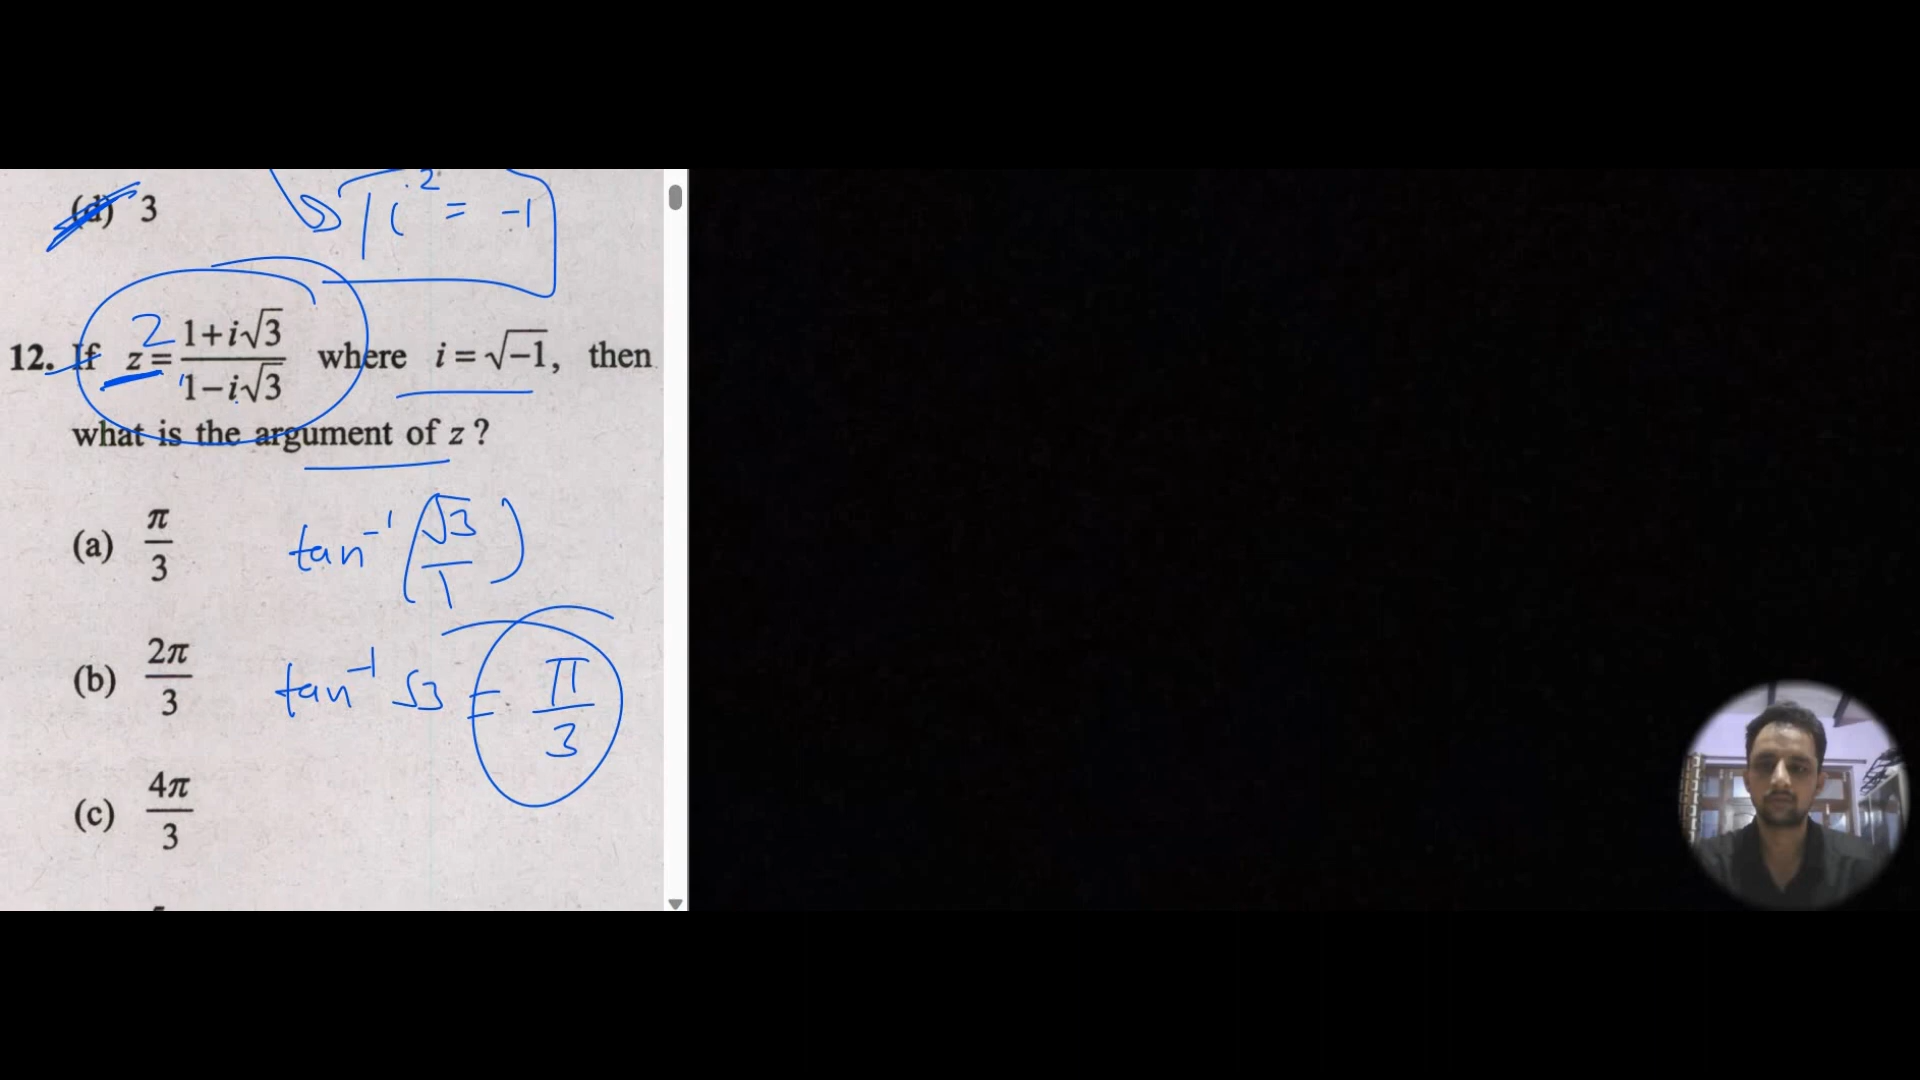 (d) 3
i² = -1
12. If z = (1+i√3)/(1−i√3) where i = √−1, then
what is the argument of z ?
(a) π/3
tan⁻¹ (√3/1)
(b) 2π/3
tan⁻¹ √3 = π/3
(c) 4π/3